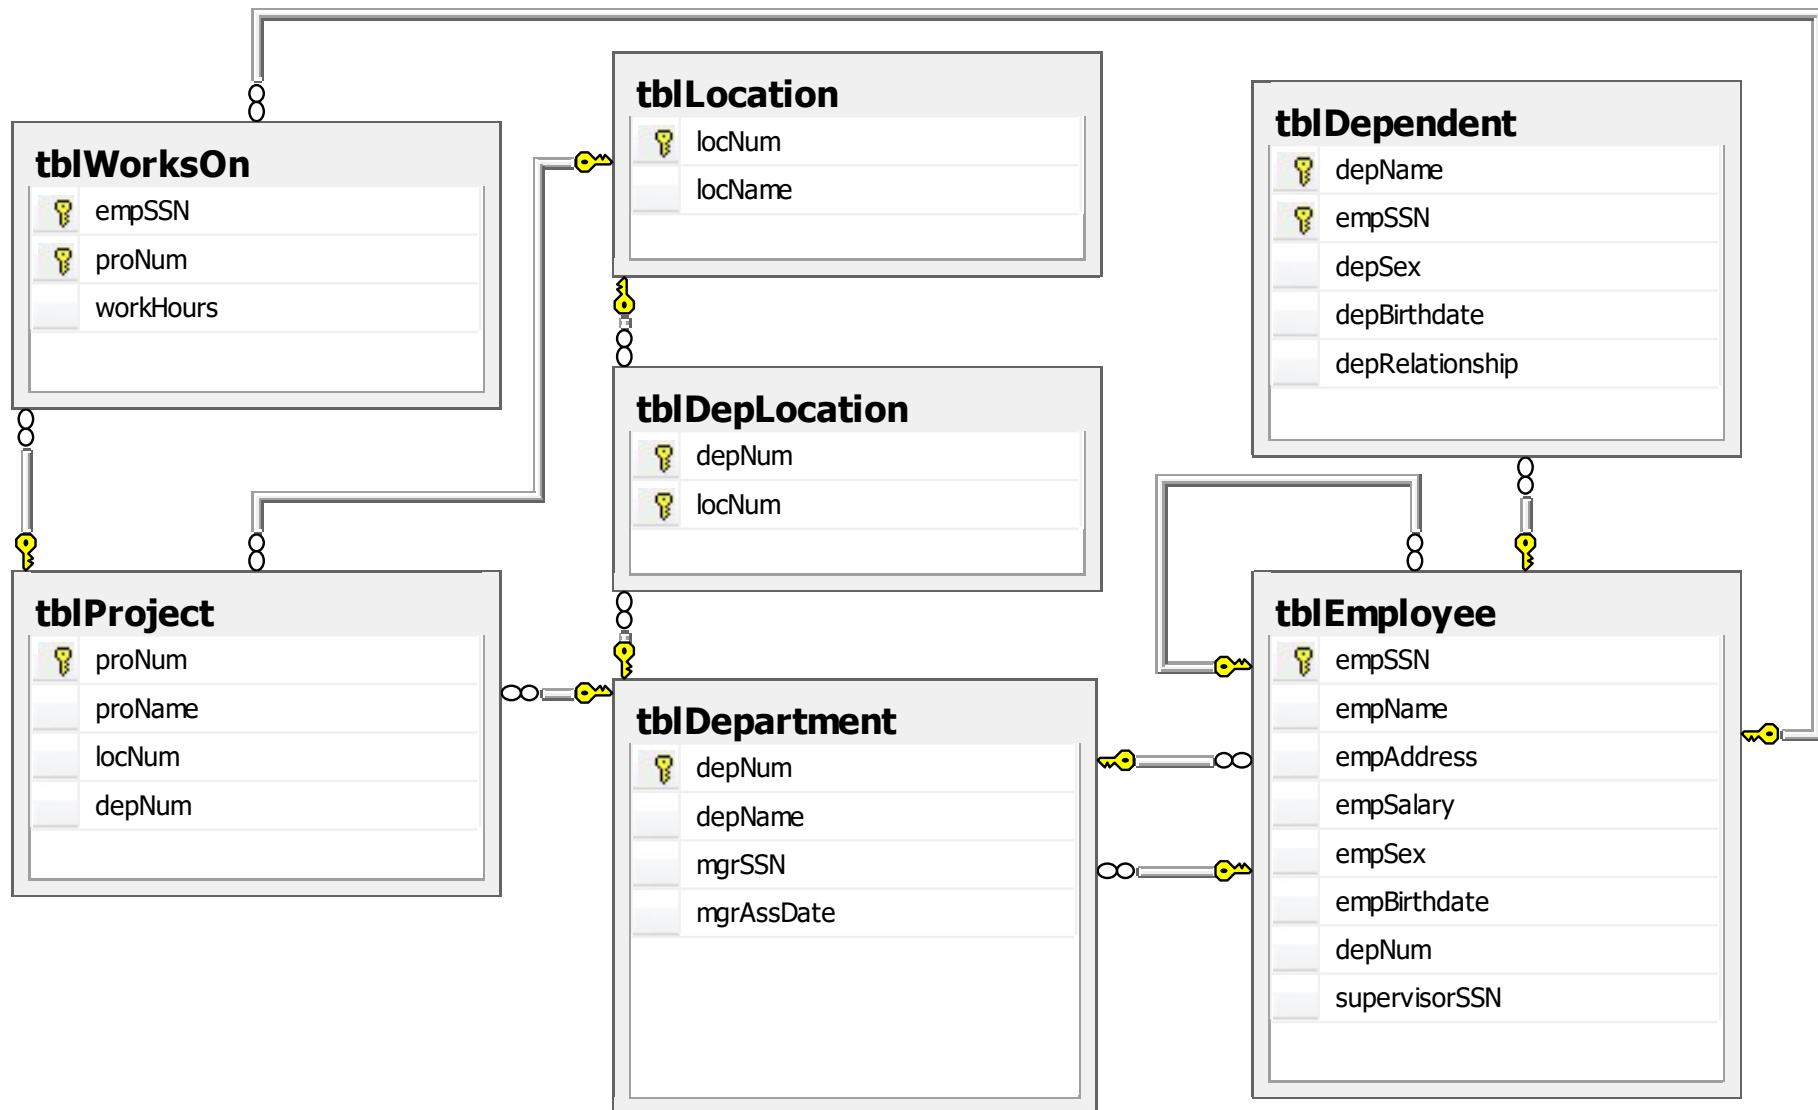 tblWorksOn
empSSN
proNum
workHours
tblLocation
locNum
locName
tblDependent
depName
empSSN
depSex
depBirthdate
depRelationship
tblDepLocation
depNum
locNum
tblProject
proNum
proName
locNum
depNum
tblDepartment
depNum
depName
mgrSSN
mgrAssDate
tblEmployee
empSSN
empName
empAddress
empSalary
empSex
empBirthdate
depNum
supervisorSSN